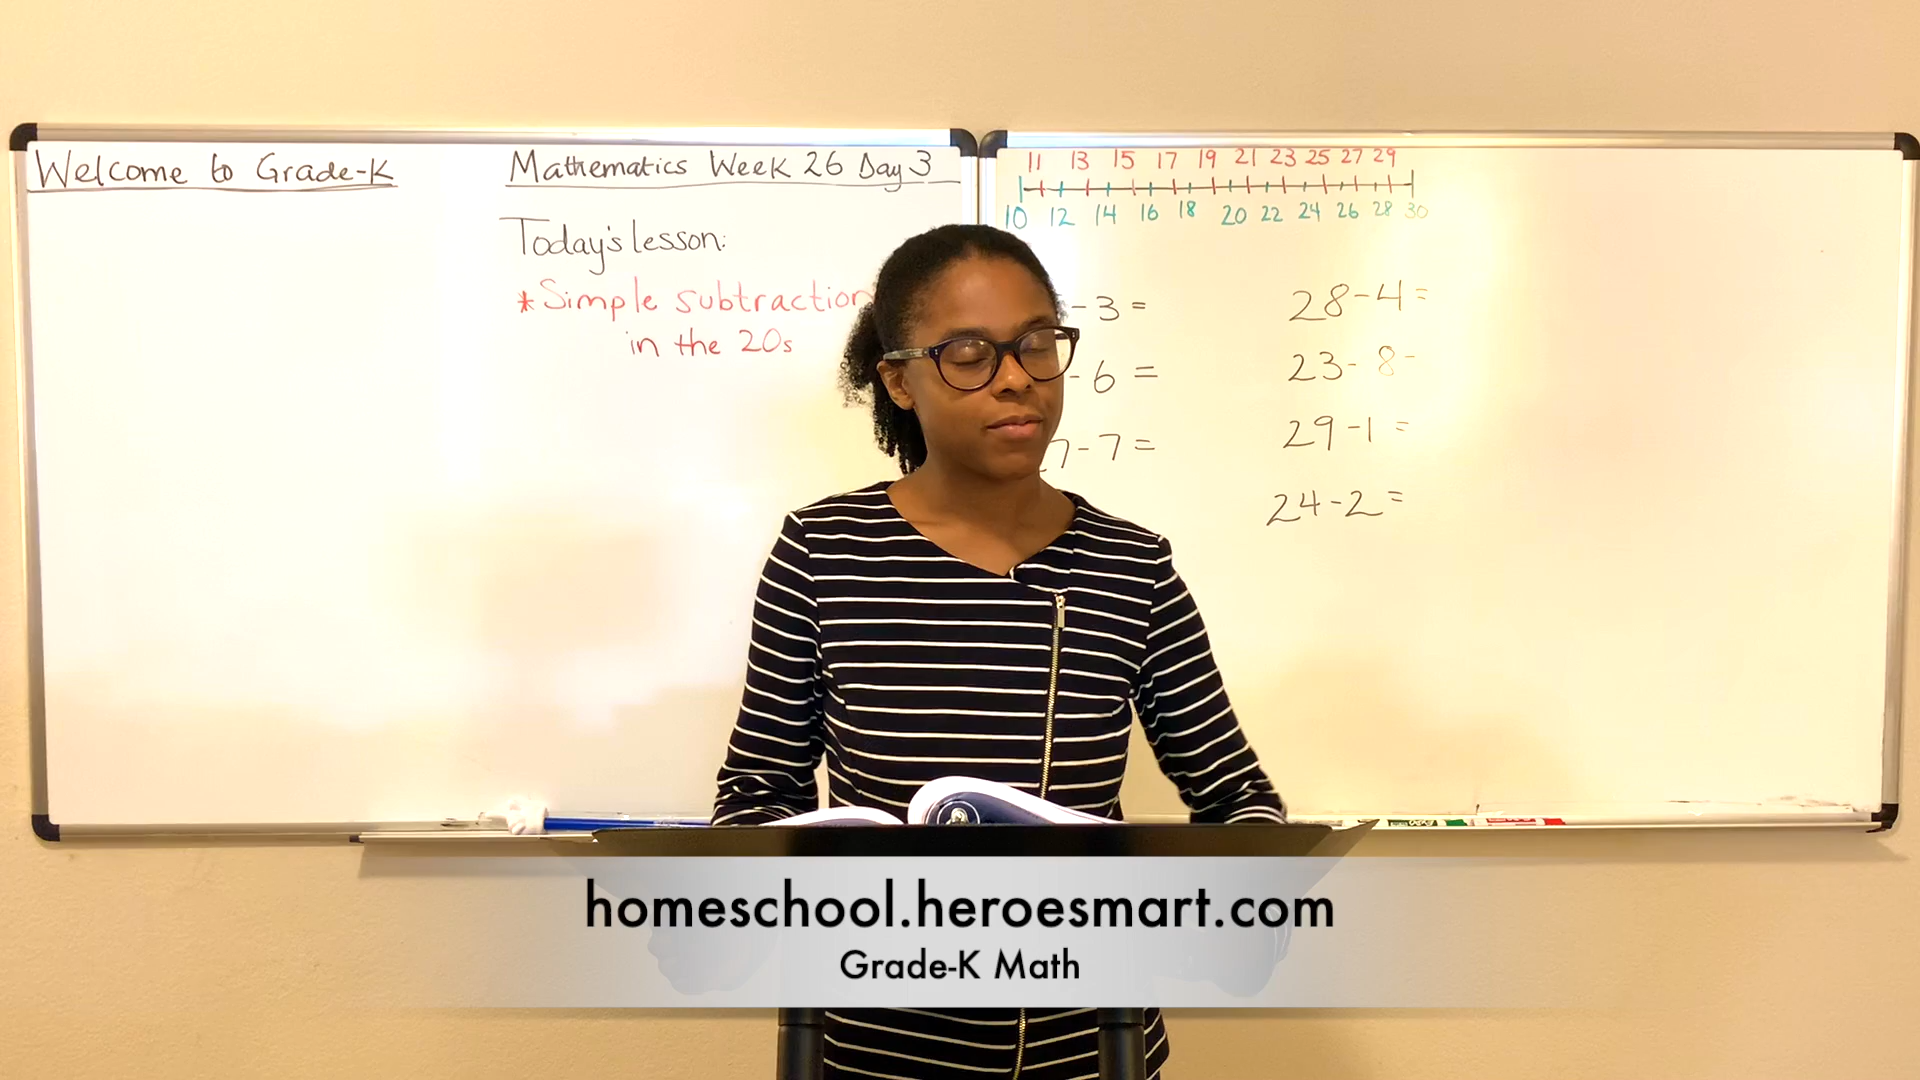 Welcome to Grade-K
Mathematics Week 26 Day 3
Today's lesson:
* Simple subtraction
in the 20s
11 13 15 17 19 21 23 25 27 29
10 12 14 16 18 20 22 24 26 28 30
-3=
-6=
7-7=
28-4=
23-8-
29-1=
24-2=
homeschool.heroesmart.com
Grade-K Math